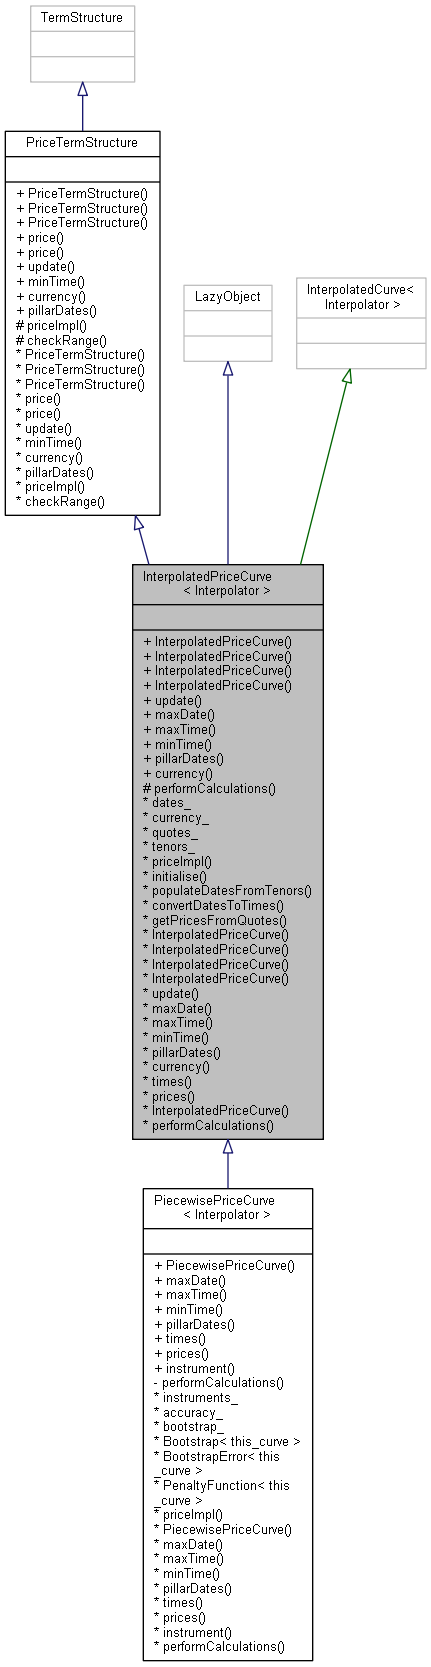 TermStructure
PriceTermStructure
+ PriceTermStructure()
+ PriceTermStructure()
+ PriceTermStructure()
+ price()
+ price()
+ update()
+ minTime()
+ currency()
+ pillarDates()
# priceImpl()
# checkRange()
* PriceTermStructure()
* PriceTermStructure()
* PriceTermStructure()
* price()
* price()
* update()
* minTime()
* currency()
* pillarDates()
* priceImpl()
* checkRange()
LazyObject
InterpolatedCurve<
Interpolator >
InterpolatedPriceCurve
< Interpolator >
+ InterpolatedPriceCurve()
+ InterpolatedPriceCurve()
+ InterpolatedPriceCurve()
+ InterpolatedPriceCurve()
+ update()
+ maxDate()
+ maxTime()
+ minTime()
+ pillarDates()
+ currency()
# performCalculations()
* dates_
* currency_
* quotes_
* tenors_
* priceImpl()
* initialise()
* populateDatesFromTenors()
* convertDatesToTimes()
* getPricesFromQuotes()
* InterpolatedPriceCurve()
* InterpolatedPriceCurve()
* InterpolatedPriceCurve()
* InterpolatedPriceCurve()
* update()
* maxDate()
* maxTime()
* minTime()
* pillarDates()
* currency()
* times()
* prices()
* InterpolatedPriceCurve()
* performCalculations()
PiecewisePriceCurve
< Interpolator >
+ PiecewisePriceCurve()
+ maxDate()
+ maxTime()
+ minTime()
+ pillarDates()
+ times()
+ prices()
+ instrument()
- performCalculations()
* instruments_
* accuracy_
* bootstrap_
* Bootstrap< this_curve >
* BootstrapError< this
_curve >
* PenaltyFunction< this
_curve >
* priceImpl()
* PiecewisePriceCurve()
* maxDate()
* maxTime()
* minTime()
* pillarDates()
* times()
* prices()
* instrument()
* performCalculations()